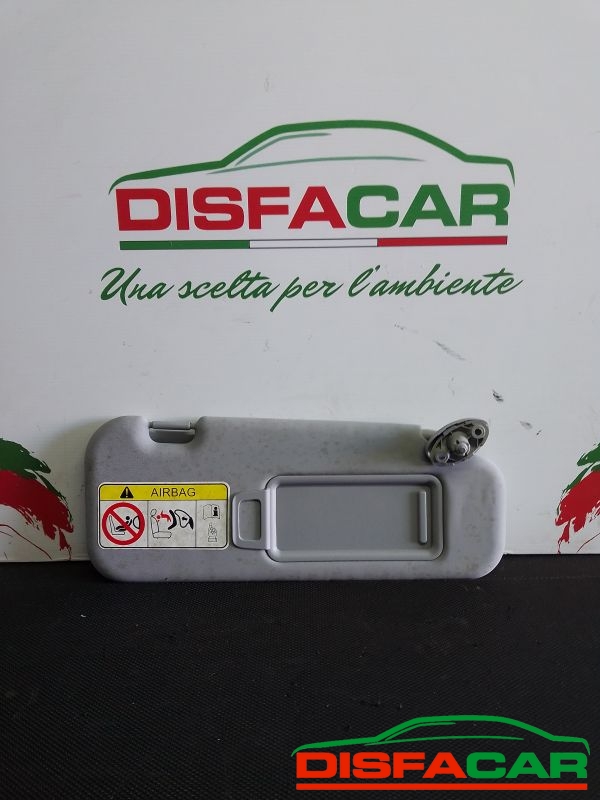 DISFACAR
Una scelta per l'ambiente
AIRBAG
DISFACAR